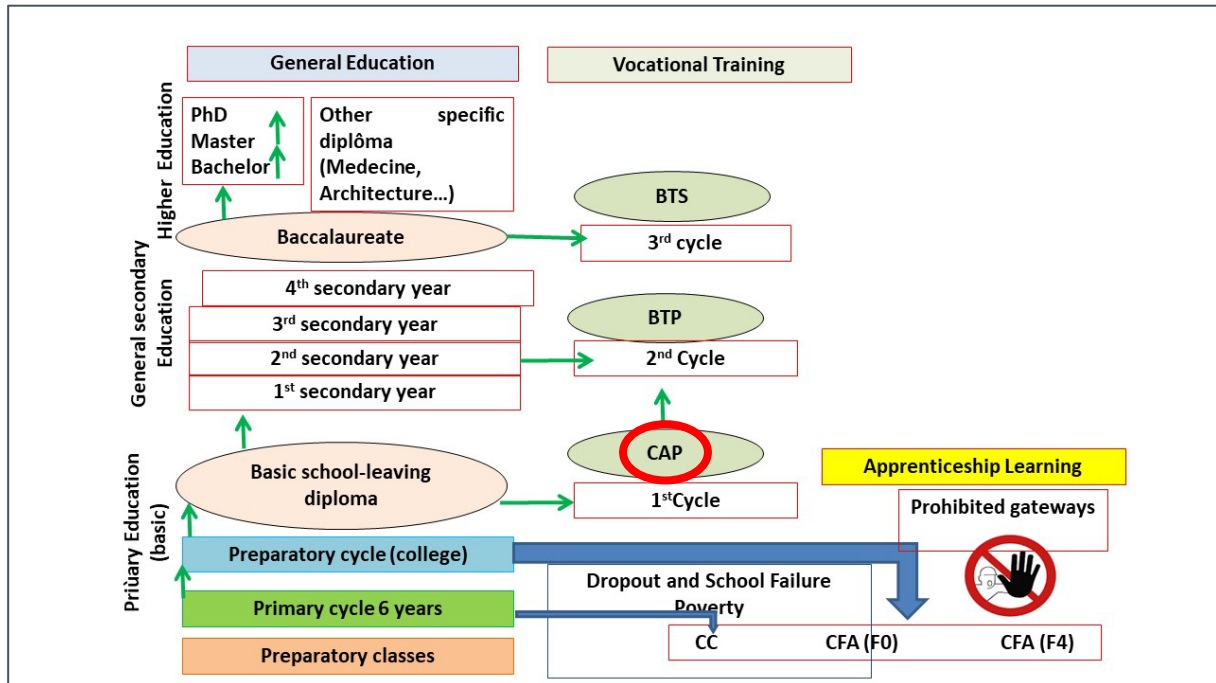 General Education
Vocational Training
Higher Education
PhD
Master
Bachelor
Other specific
diplôma
(Medecine,
Architecture…)
BTS
Baccalaureate
3rd cycle
General secondary
Education
4th secondary year
3rd secondary year
2nd secondary year
1st secondary year
BTP
2nd Cycle
CAP
Basic school-leaving
diploma
1stCycle
Apprenticeship Learning
Prohibited gateways
Priùary Education
(basic)
Preparatory cycle (college)
Dropout and School Failure
Poverty
Primary cycle 6 years
CC CFA (F0) CFA (F4)
Preparatory classes